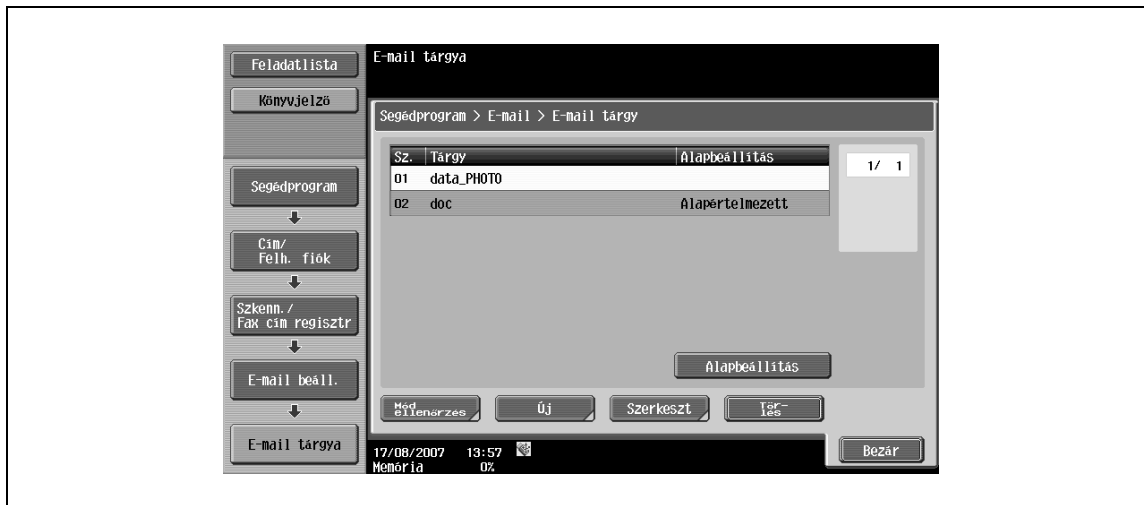 Feladatlista
Könyvjelző
Segédprogram
Cím/
Felh. fiók
Szkenn./
Fax cím regisztr
E-mail beáll.
E-mail tárgya
E-mail tárgya
Segédprogram > E-mail > E-mail tárgy
Sz. Tárgy Alapbeállítás
01 data_PHOTO
02 doc Alapértelmezett
1/ 1
Alapbeállítás
Mód
ellenőrzés
Új
Szerkeszt
Tör-
lés
17/08/2007 13:57
Memória 0%
Bezár